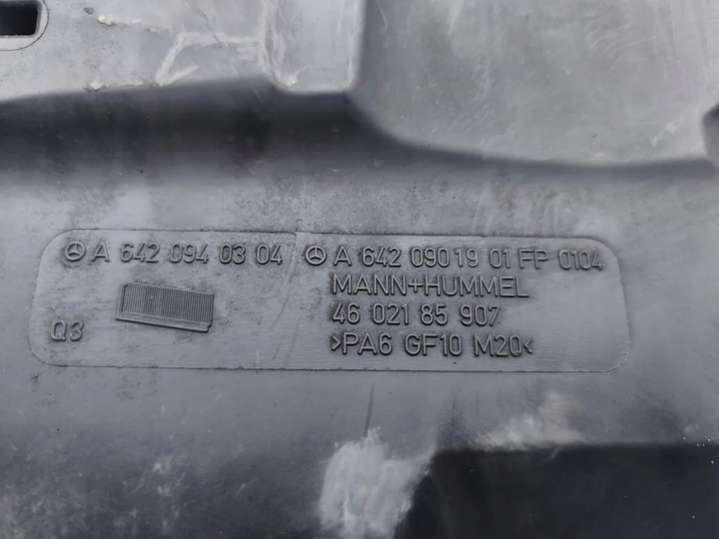 A 642 094 03 04
Q3
A 642 090 19 01 FP 0104
MANN+HUMMEL
46 021 85 907
>PA6 GF10 M20<